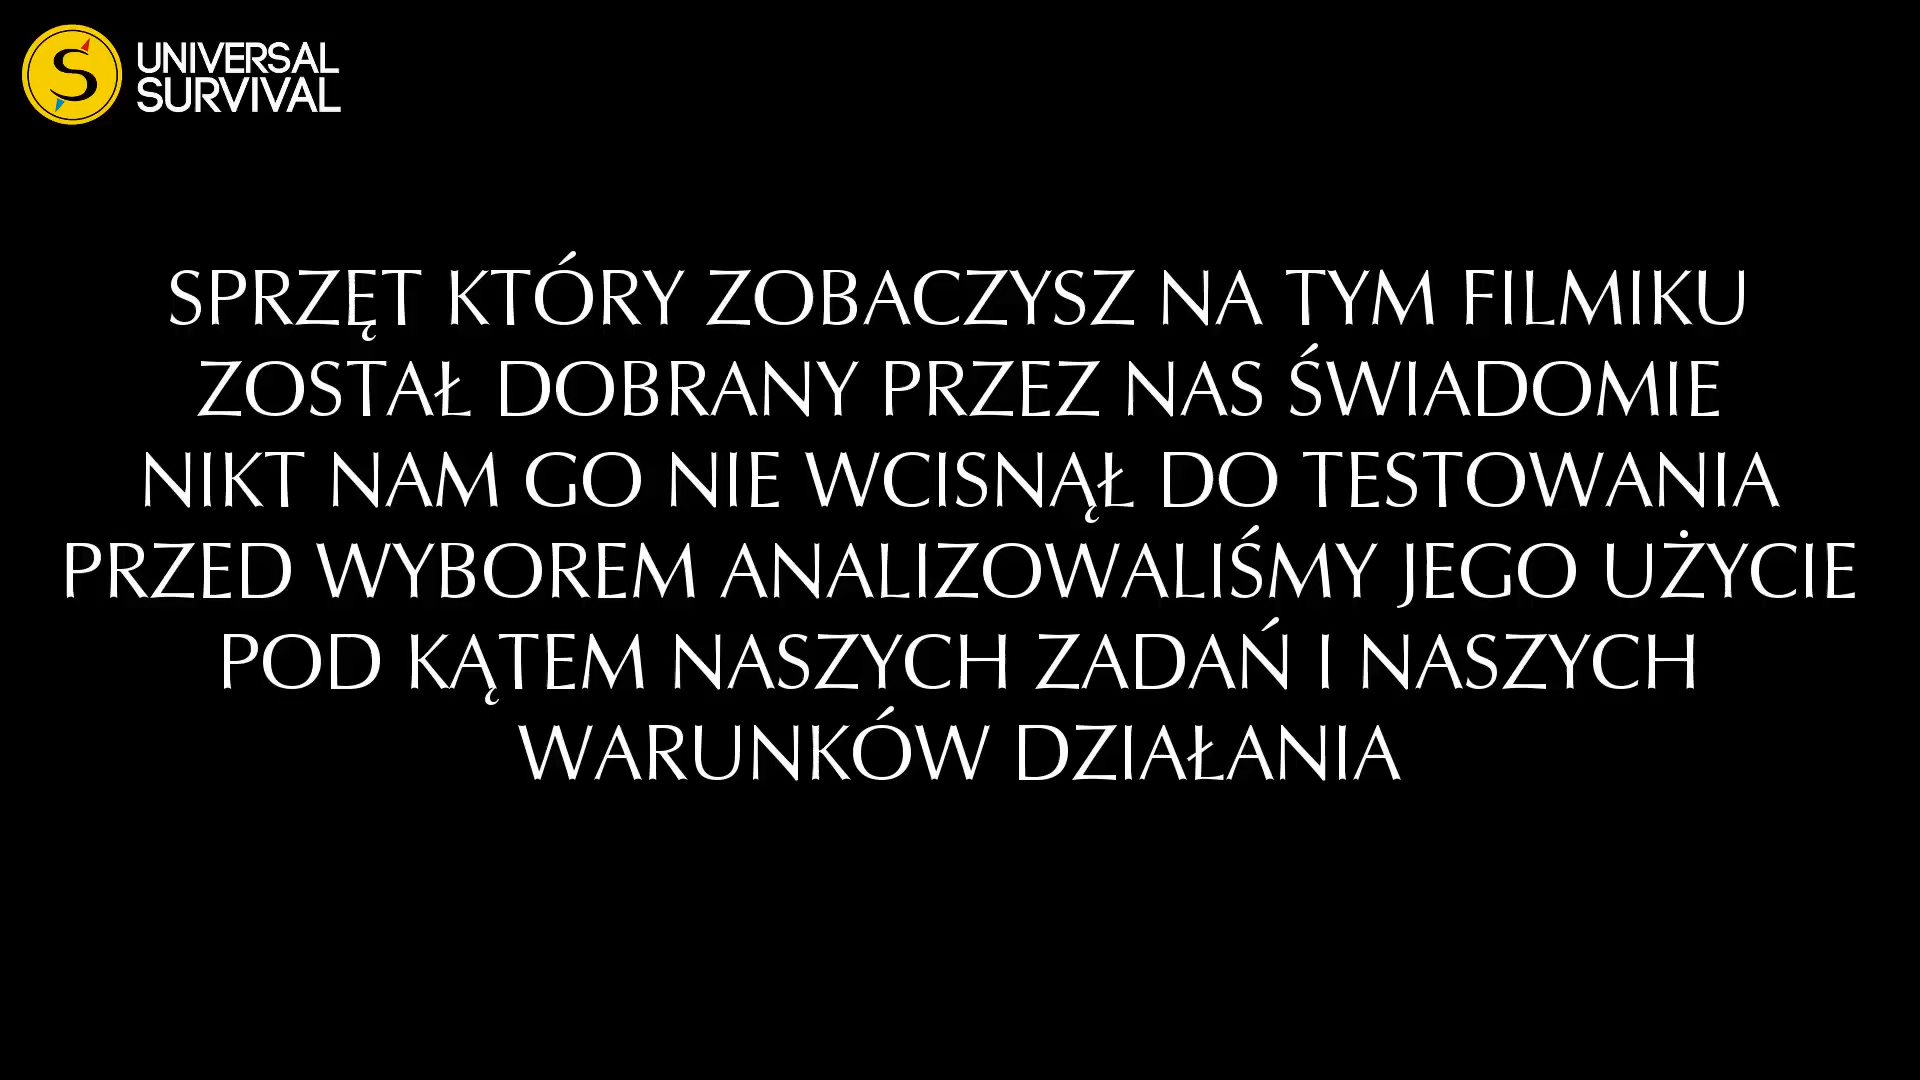 UNIVERSAL
SURVIVAL
SPRZĘT KTÓRY ZOBACZYSZ NA TYM FILMIKU
ZOSTAŁ DOBRANY PRZEZ NAS ŚWIADOMIE
NIKT NAM GO NIE WCISNĄŁ DO TESTOWANIA
PRZED WYBOREM ANALIZOWALIŚMY JEGO UŻYCIE
POD KĄTEM NASZYCH ZADAŃ I NASZYCH
WARUNKÓW DZIAŁANIA